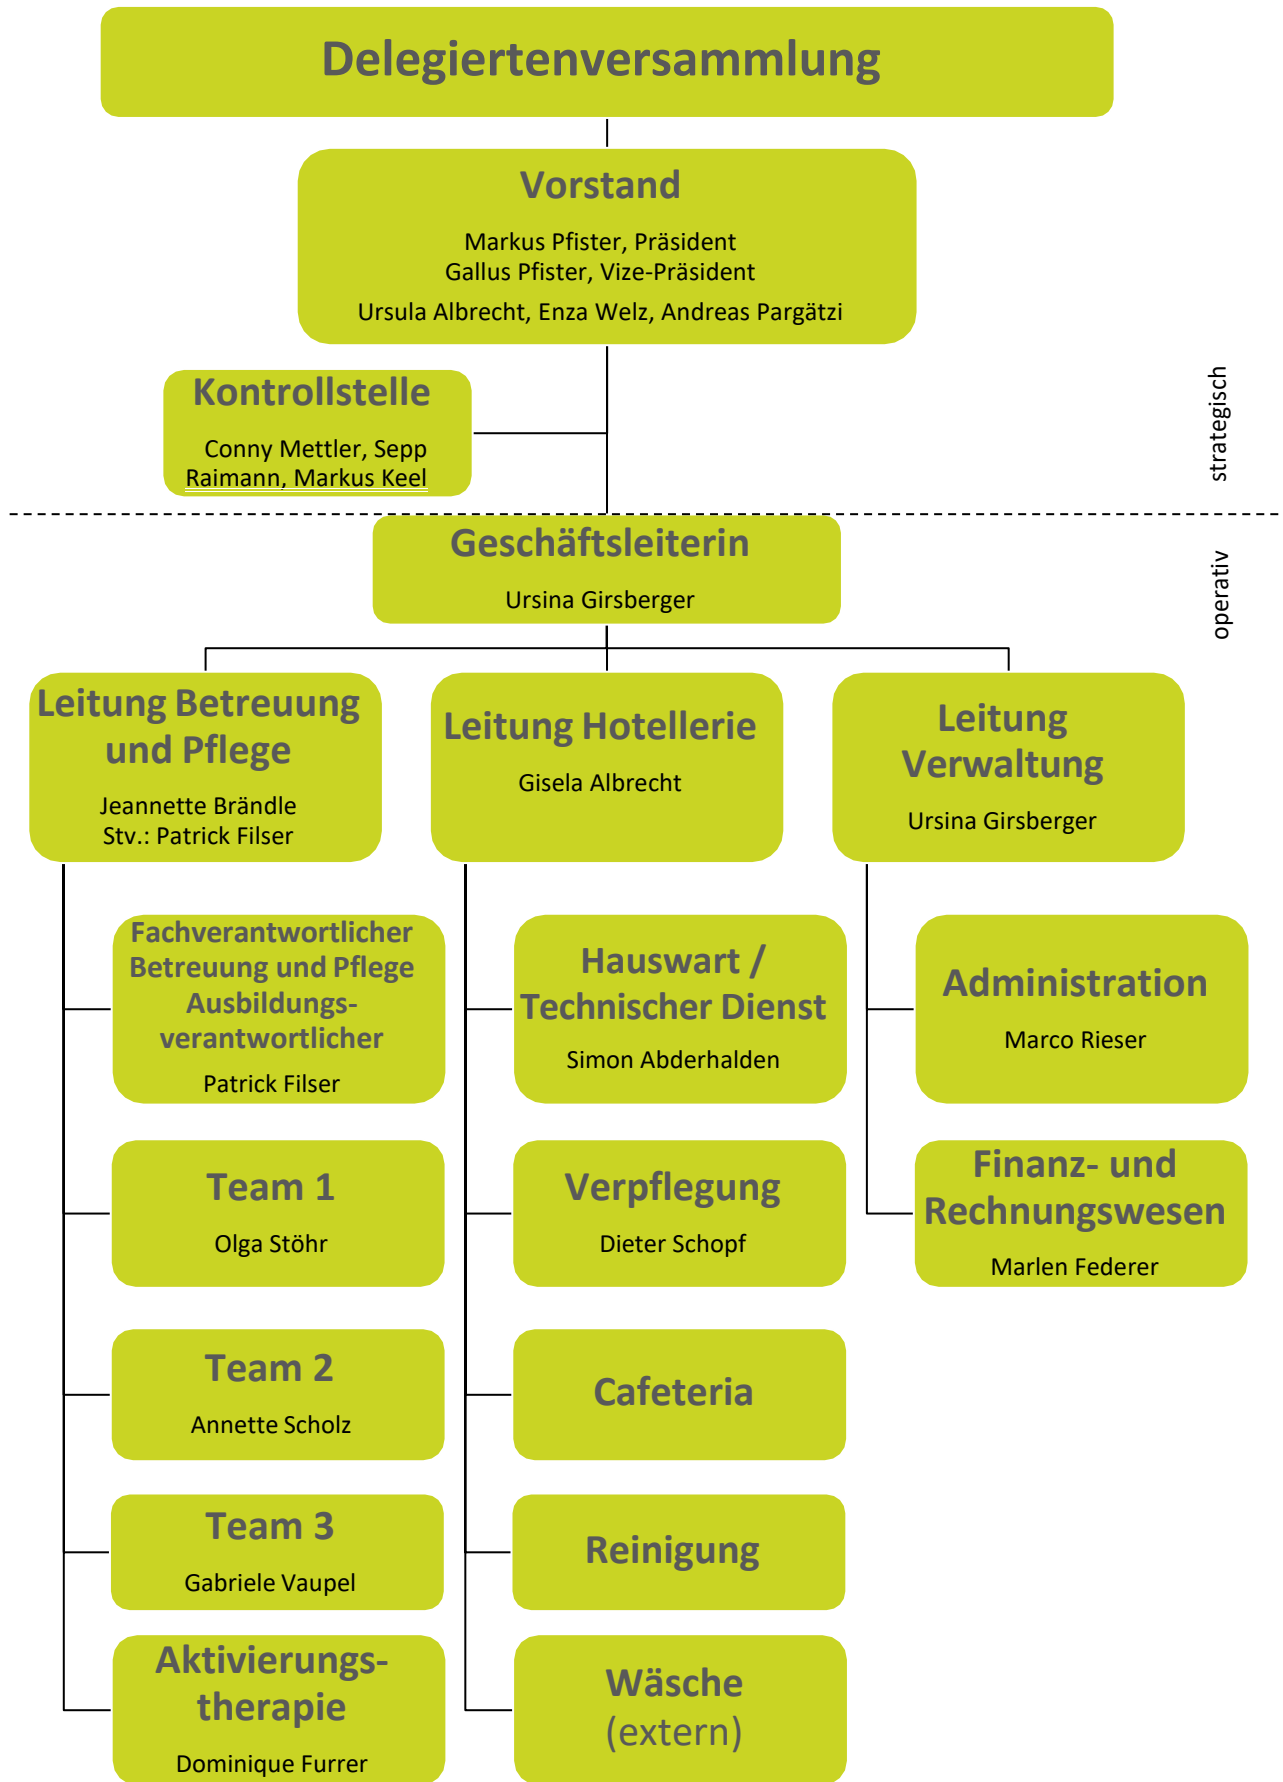 Delegiertenversammlung
Vorstand
Markus Pfister, Präsident
Gallus Pfister, Vize-Präsident
Ursula Albrecht, Enza Welz, Andreas Pargätzi
Kontrollstelle
Conny Mettler, Sepp
Raimann, Markus Keel
strategisch
operativ
Geschäftsleiterin
Ursina Girsberger
Leitung Betreuung
und Pflege
Jeannette Brändle
Stv.: Patrick Filser
Leitung Hotellerie
Gisela Albrecht
Leitung
Verwaltung
Ursina Girsberger
Fachverantwortlicher
Betreuung und Pflege
Ausbildungs-
verantwortlicher
Patrick Filser
Hauswart /
Technischer Dienst
Simon Abderhalden
Administration
Marco Rieser
Team 1
Olga Stöhr
Verpflegung
Dieter Schopf
Finanz- und
Rechnungswesen
Marlen Federer
Team 2
Annette Scholz
Cafeteria
Team 3
Gabriele Vaupel
Reinigung
Aktivierungs-
therapie
Dominique Furrer
Wäsche
(extern)